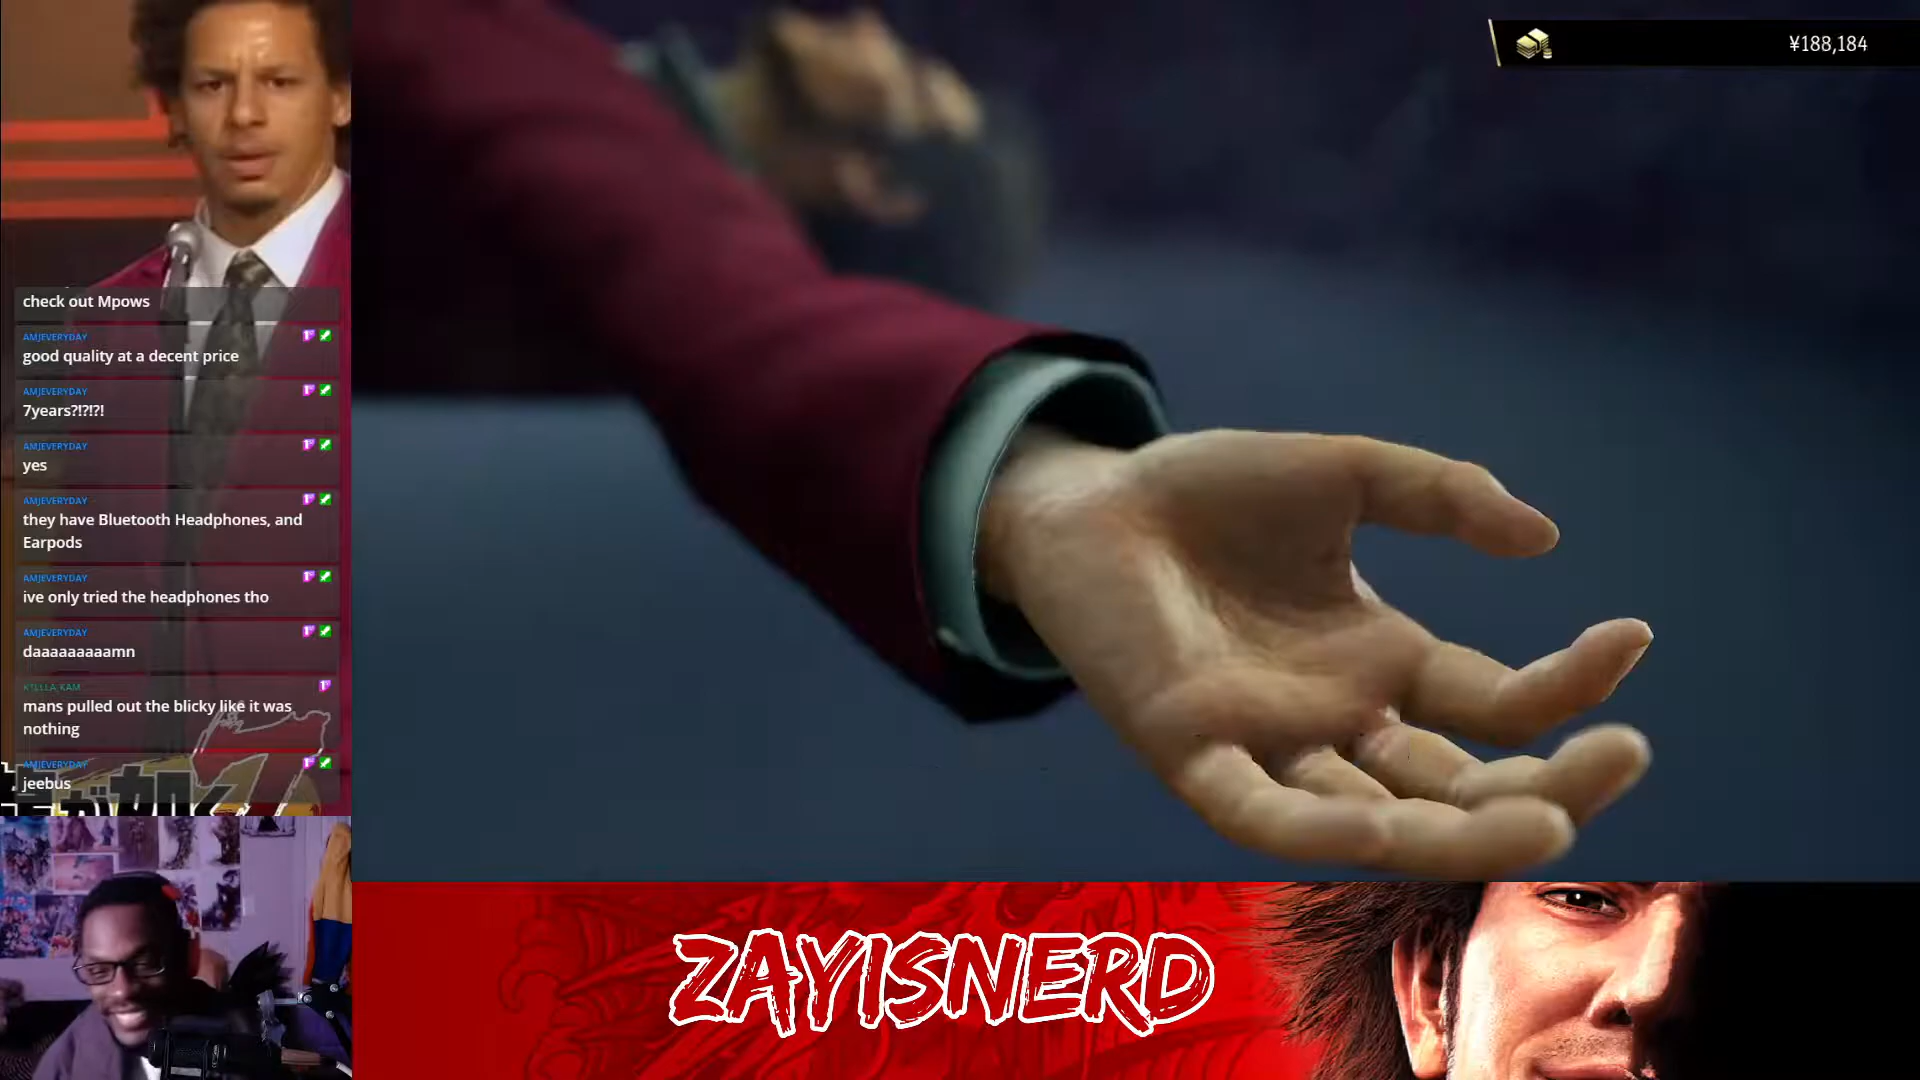 ¥188,184
check out Mpows
AMJEVERYDAY
good quality at a decent price
AMJEVERYDAY
7years?!?!?!
AMJEVERYDAY
yes
AMJEVERYDAY
they have Bluetooth Headphones, and
Earpods
AMJEVERYDAY
ive only tried the headphones tho
AMJEVERYDAY
daaaaaaaaamn
mans pulled out the blicky like it was
nothing
AMJEVERYDAY
jeebus
ZAYISNERD